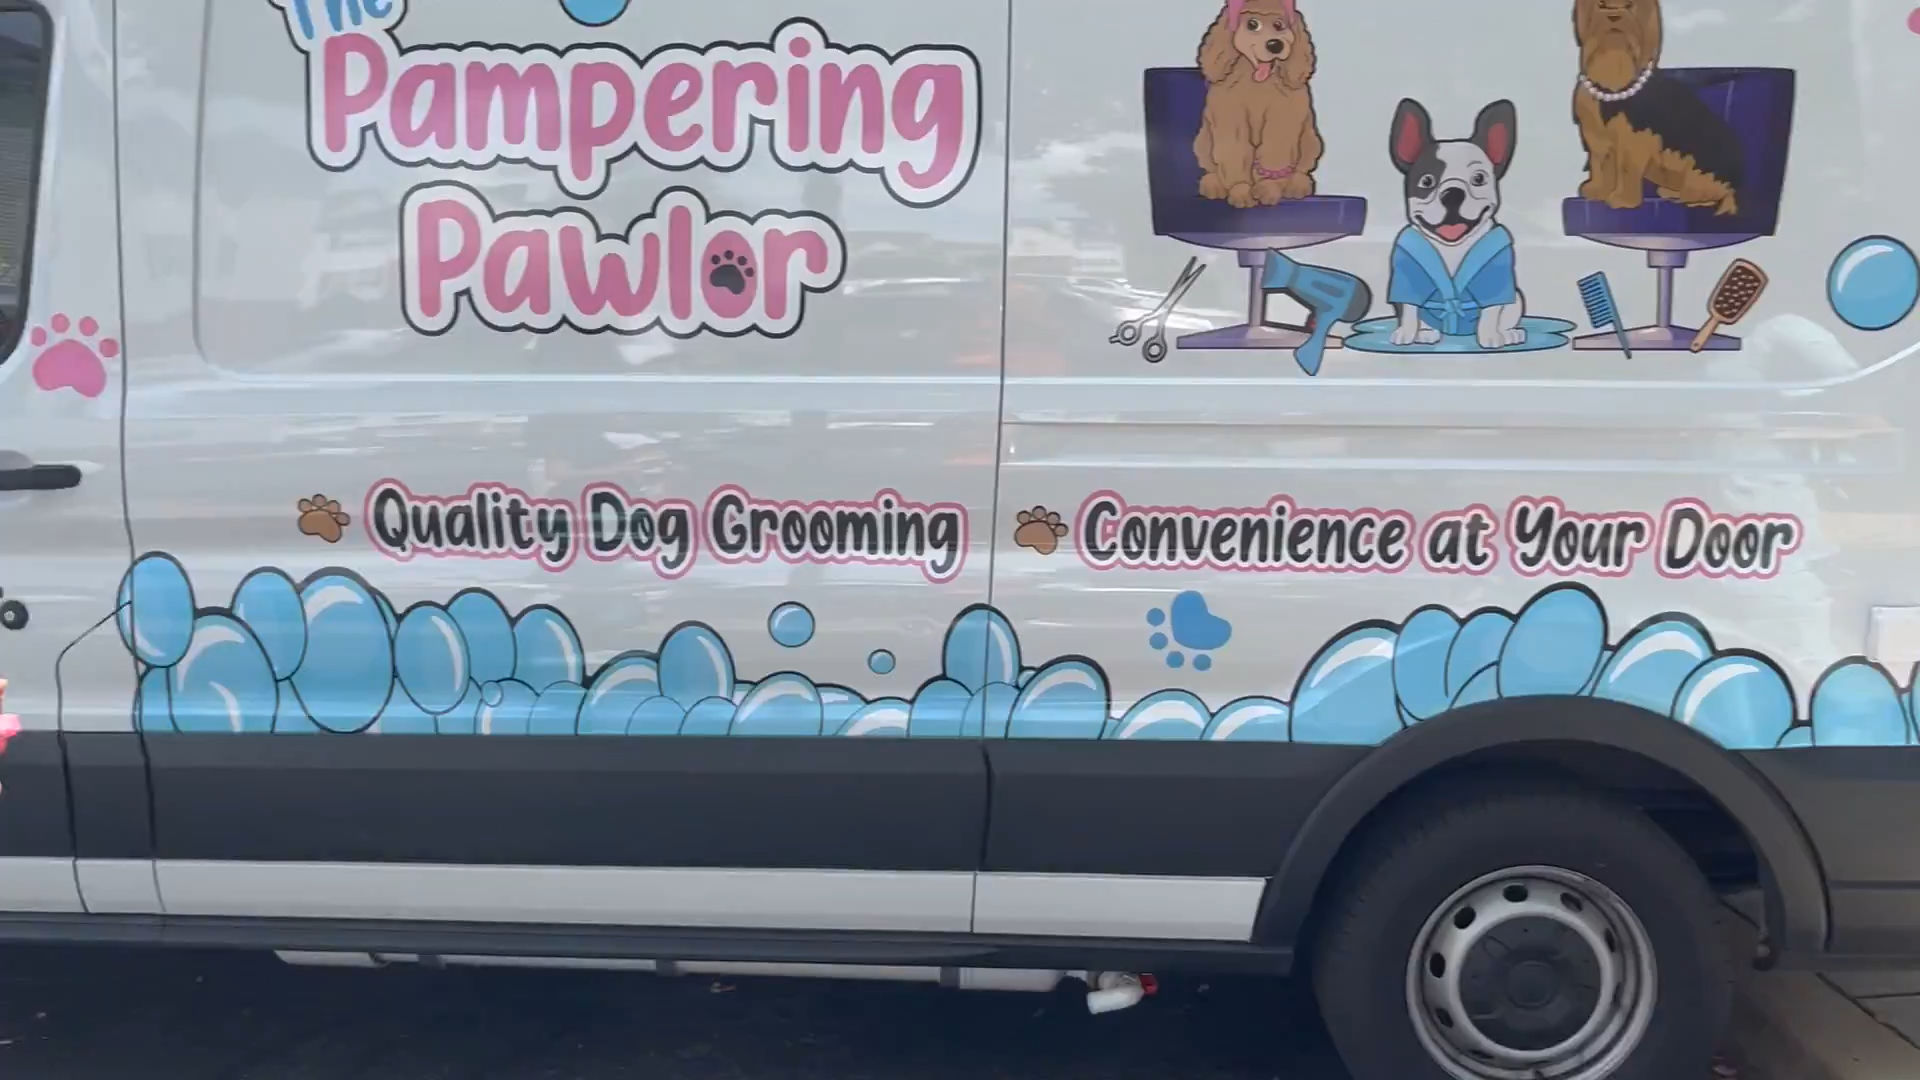 The
Pampering
Pawlor
Quality Dog Grooming
Convenience at Your Door